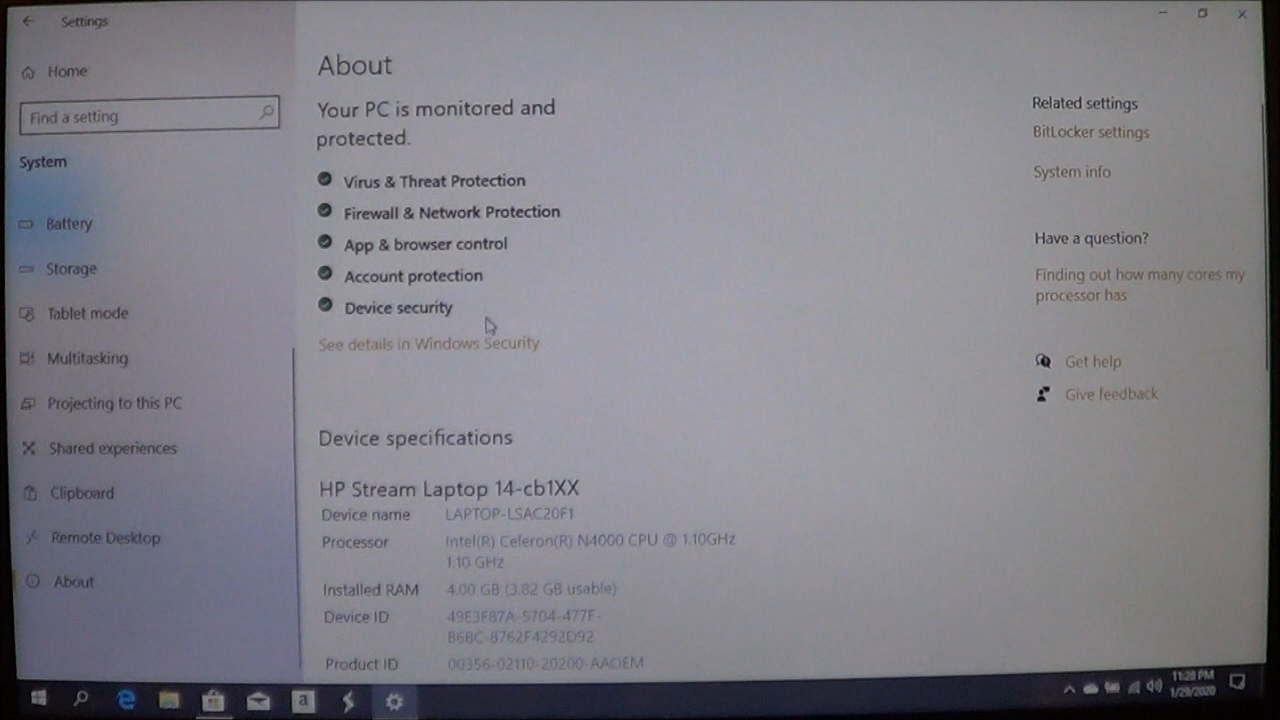 Settings
Home
Find a setting
System
Battery
Storage
Tablet mode
Multitasking
Projecting to this PC
Shared experiences
Clipboard
Remote Desktop
About
About
Your PC is monitored and
protected.
Virus & Threat Protection
Firewall & Network Protection
App & browser control
Account protection
Device security
See details in Windows Security
Device specifications
HP Stream Laptop 14-cb1XX
Device name LAPTOP-LSAC20F1
Processor Intel(R) Celeron(R) N4000 CPU @ 1.10GHz
1.10 GHz
Installed RAM 4.00 GB (3.82 GB usable)
Device ID 49E3F87A-5704-477F-
B6BC-8762F4292D92
Product ID 00356-02110-20200-AAOEM
Related settings
BitLocker settings
System info
Have a question?
Finding out how many cores my
processor has
Get help
Give feedback
a
11:28 PM
1/29/2020